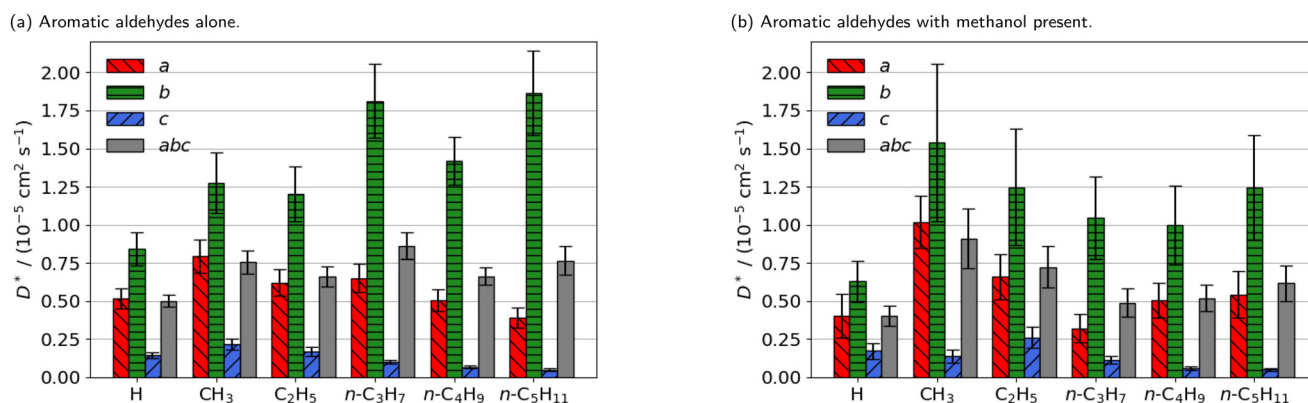 (a) Aromatic aldehydes alone.
D* / (10⁻⁵ cm² s⁻¹)
2.00
1.75
1.50
1.25
1.00
0.75
0.50
0.25
0.00
a
b
c
abc
H CH₃ C₂H₅ n-C₃H₇ n-C₄H₉ n-C₅H₁₁
(b) Aromatic aldehydes with methanol present.
D* / (10⁻⁵ cm² s⁻¹)
2.00
1.75
1.50
1.25
1.00
0.75
0.50
0.25
0.00
a
b
c
abc
H CH₃ C₂H₅ n-C₃H₇ n-C₄H₉ n-C₅H₁₁